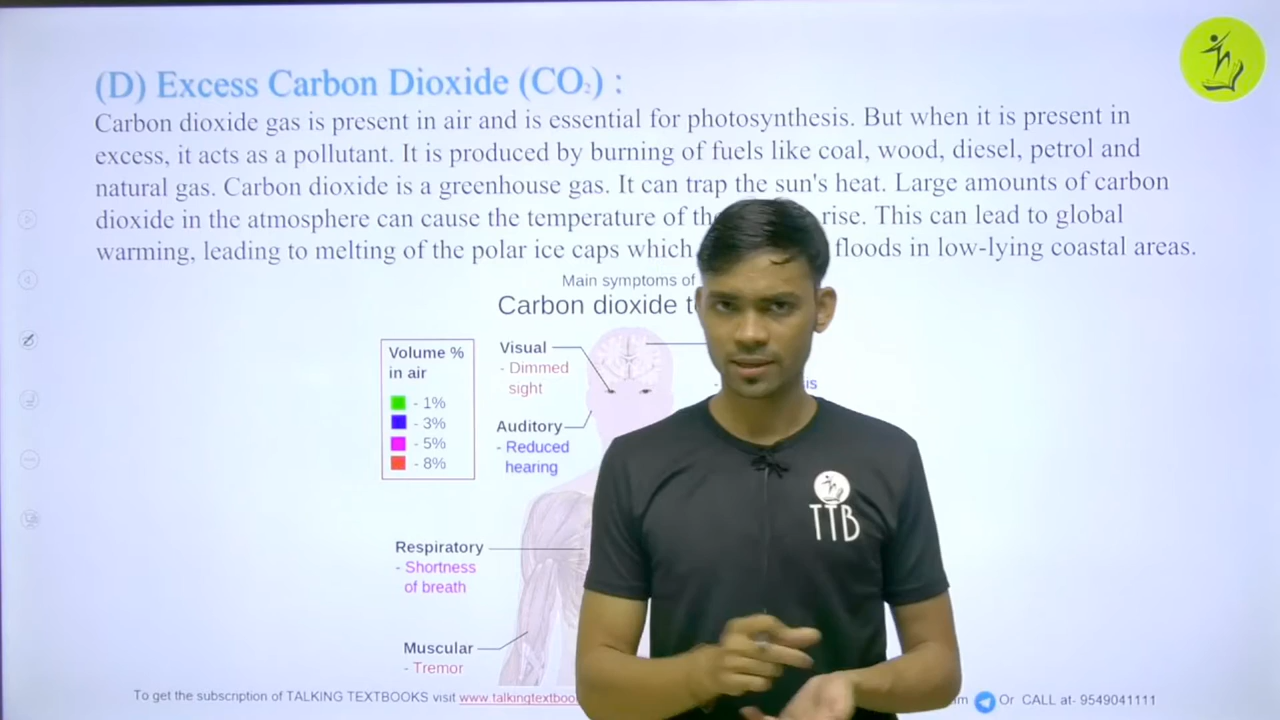 (D) Excess Carbon Dioxide (CO₂) :
Carbon dioxide gas is present in air and is essential for photosynthesis. But when it is present in
excess, it acts as a pollutant. It is produced by burning of fuels like coal, wood, diesel, petrol and
natural gas. Carbon dioxide is a greenhouse gas. It can trap the sun's heat. Large amounts of carbon
dioxide in the atmosphere can cause the temperature of the rise. This can lead to global
warming, leading to melting of the polar ice caps which floods in low-lying coastal areas.
Main symptoms of
Carbon dioxide
Volume %
in air
- 1%
- 3%
- 5%
- 8%
Visual
- Dimmed
sight
Auditory
- Reduced
hearing
Respiratory
- Shortness
of breath
Muscular
- Tremor
TTB
To get the subscription of TALKING TEXTBOOKS visit Or CALL at- 9549041111